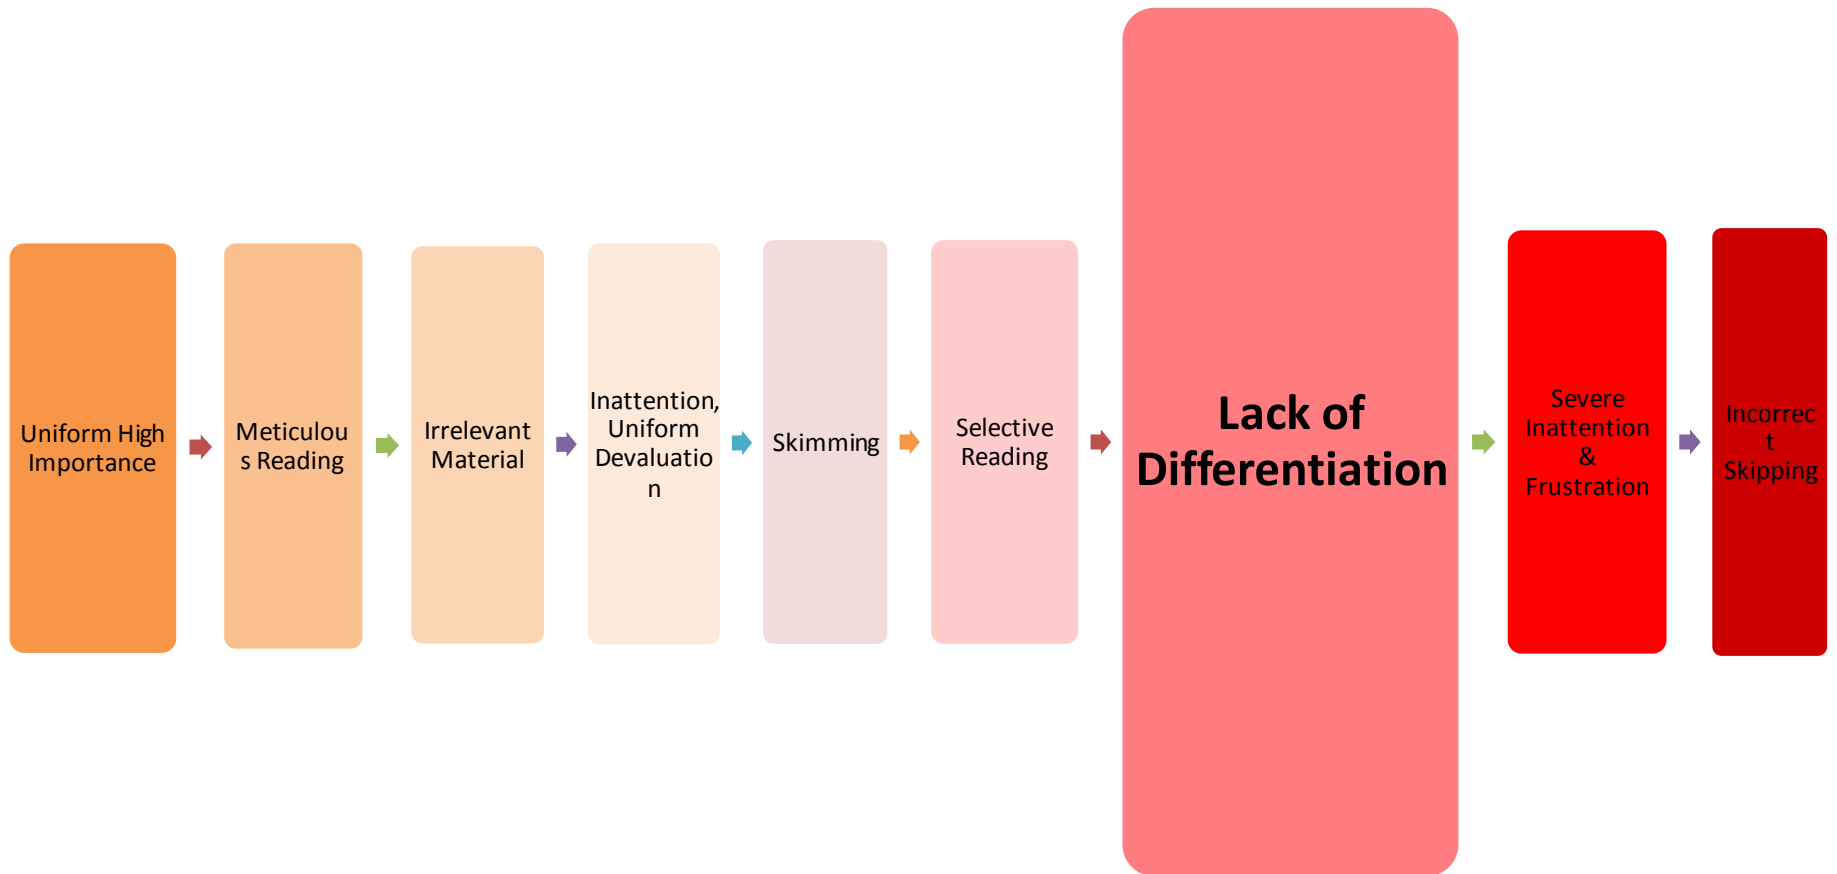 Uniform High
Importance
Meticulou
s Reading
Irrelevant
Material
Inattention,
Uniform
Devaluatio
n
Skimming
Selective
Reading
Lack of
Differentiation
Severe
Inattention
&
Frustration
Incorrec
t
Skipping